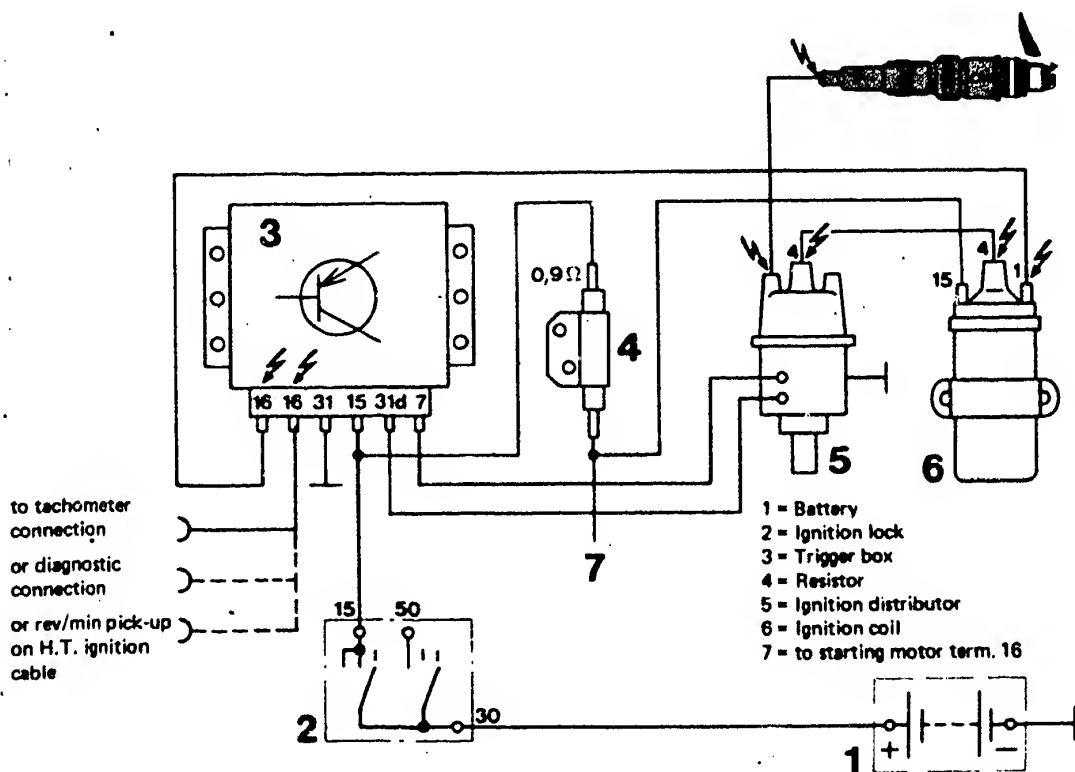 3
0,9 Ω
4
4
4
15
1
16 16 31 15 31d 7
5
6
to tachometer
connection
or diagnostic
connection
or rev/min pick-up
on H.T. ignition
cable
7
1 = Battery
2 = Ignition lock
3 = Trigger box
4 = Resistor
5 = Ignition distributor
6 = Ignition coil
7 = to starting motor term. 16
15 50
2
30
+ −
1